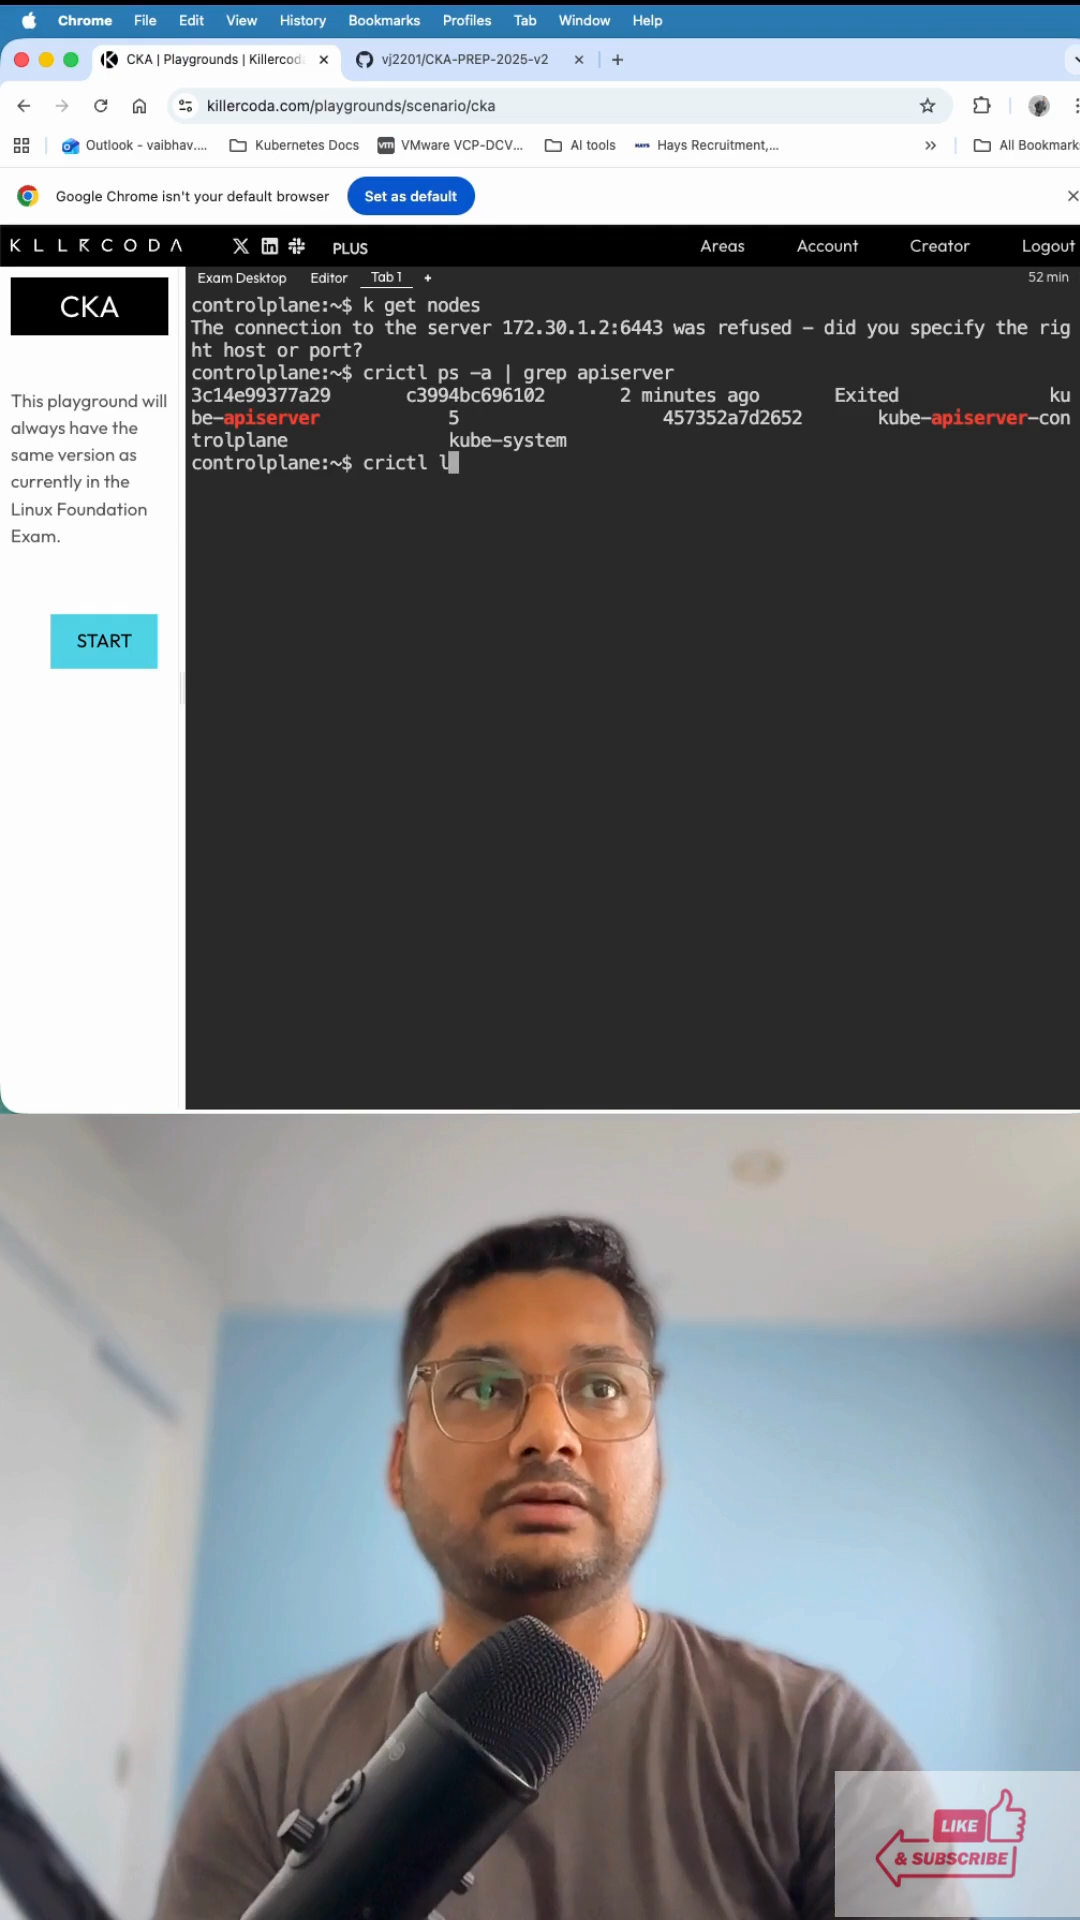 Chrome File Edit View History Bookmarks Profiles Tab Window Help
CKA | Playgrounds | Killercoda vj2201/CKA-PREP-2025-v2
killercoda.com/playgrounds/scenario/cka
Outlook - vaibhav.... Kubernetes Docs vm VMware VCP-DCV... AI tools HAYS Hays Recruitment,... All Bookmarks
Google Chrome isn't your default browser Set as default
KLLRCODA PLUS Areas Account Creator Logout
Exam Desktop Editor Tab 1 + 52 min
CKA
This playground will
always have the
same version as
currently in the
Linux Foundation
Exam.
START
controlplane:~$ k get nodes
The connection to the server 172.30.1.2:6443 was refused - did you specify the rig
ht host or port?
controlplane:~$ crictl ps -a | grep apiserver
3c14e99377a29 c3994bc696102 2 minutes ago Exited ku
be-apiserver 5 457352a7d2652 kube-apiserver-con
trolplane kube-system
controlplane:~$ crictl l
LIKE
& SUBSCRIBE